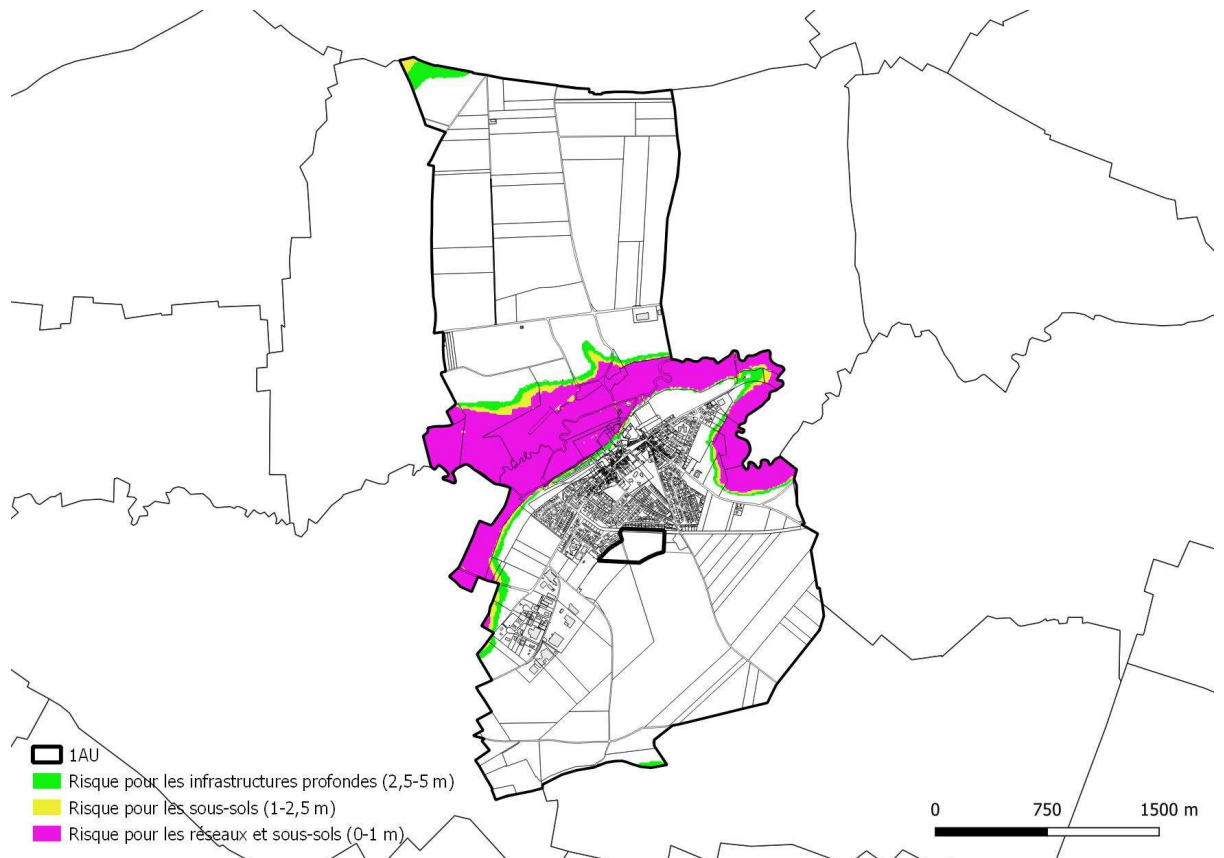 1AU
Risque pour les infrastructures profondes (2,5-5 m)
Risque pour les sous-sols (1-2,5 m)
Risque pour les réseaux et sous-sols (0-1 m)
0 750 1500 m